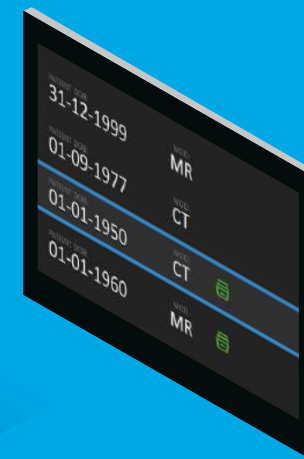 PATIENT DOB:
31-12-1999
MOD:
MR
PATIENT DOB:
01-09-1977
MOD:
CT
PATIENT DOB:
01-01-1950
MOD:
CT
PATIENT DOB:
01-01-1960
MOD:
MR